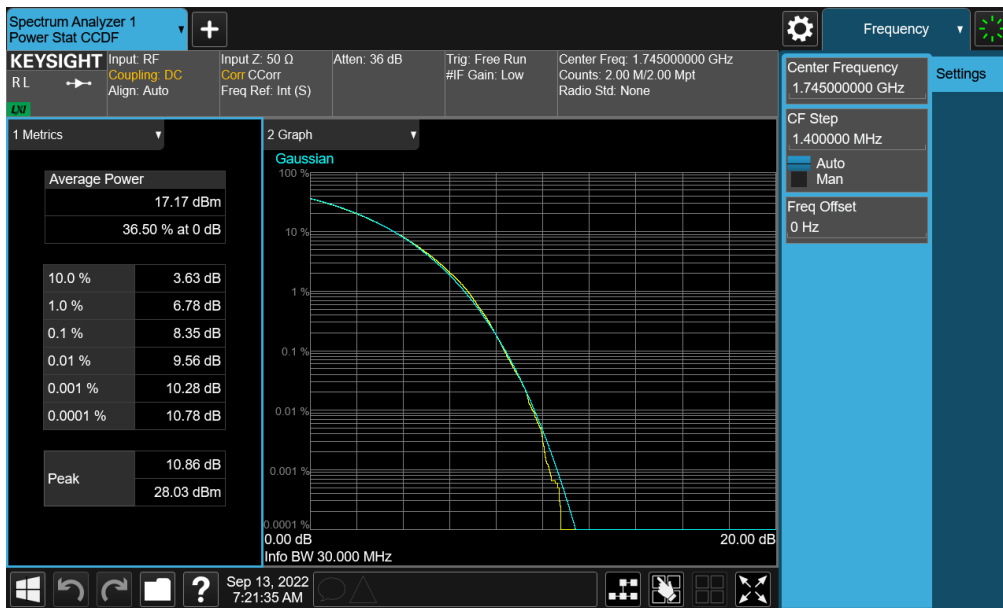 Spectrum Analyzer 1
Power Stat CCDF
+
Frequency
KEYSIGHT
R L
LXI
Input: RF
Coupling: DC
Align: Auto
Input Z: 50 Ω
Corr CCorr
Freq Ref: Int (S)
Atten: 36 dB
Trig: Free Run
#IF Gain: Low
Center Freq: 1.745000000 GHz
Counts: 2.00 M/2.00 Mpt
Radio Std: None
Center Frequency
1.745000000 GHz
Settings
CF Step
1.400000 MHz
Auto
Man
Freq Offset
0 Hz
1 Metrics
Average Power
17.17 dBm
36.50 % at 0 dB
10.0 % 3.63 dB
1.0 % 6.78 dB
0.1 % 8.35 dB
0.01 % 9.56 dB
0.001 % 10.28 dB
0.0001 % 10.78 dB
Peak
10.86 dB
28.03 dBm
2 Graph
Gaussian
100 %
10 %
1 %
0.1 %
0.01 %
0.001 %
0.0001 %
0.00 dB 20.00 dB
Info BW 30.000 MHz
?
Sep 13, 2022
7:21:35 AM